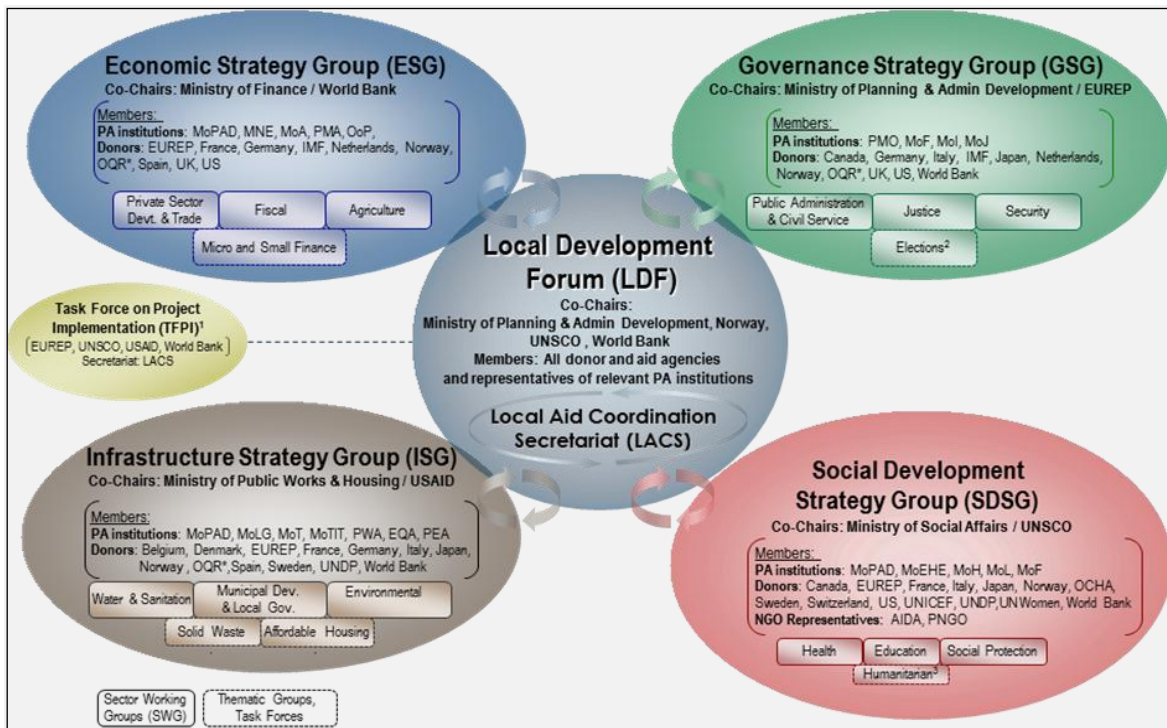 Economic Strategy Group (ESG)
Co-Chairs: Ministry of Finance / World Bank
Members:
PA institutions: MoPAD, MNE, MoA, PMA, OoP,
Donors: EUREP, France, Germany, IMF, Netherlands, Norway,
OQR*, Spain, UK, US
Private Sector
Devt. & Trade
Fiscal
Agriculture
Micro and Small Finance
Governance Strategy Group (GSG)
Co-Chairs: Ministry of Planning & Admin Development / EUREP
Members:
PA institutions: PMO, MoF, MoI, MoJ
Donors: Canada, Germany, Italy, IMF, Japan, Netherlands,
Norway, OQR*, UK, US, World Bank
Public Administration
& Civil Service
Justice
Security
Elections²
Local Development
Forum (LDF)
Co-Chairs:
Ministry of Planning & Admin Development, Norway,
UNSCO , World Bank
Members: All donor and aid agencies
and representatives of relevant PA institutions
Local Aid Coordination
Secretariat (LACS)
Task Force on Project
Implementation (TFPI)¹
(EUREP, UNSCO, USAID, World Bank)
Secretariat: LACS
Infrastructure Strategy Group (ISG)
Co-Chairs: Ministry of Public Works & Housing / USAID
Members:
PA institutions: MoPAD, MoLG, MoT, MoTIT, PWA, EQA, PEA
Donors: Belgium, Denmark, EUREP, France, Germany, Italy, Japan,
Norway , OQR*,Spain, Sweden, UNDP, World Bank
Water & Sanitation
Municipal Dev.
& Local Gov.
Environmental
Solid Waste
Affordable Housing
Social Development
Strategy Group (SDSG)
Co-Chairs: Ministry of Social Affairs / UNSCO
Members:
PA institutions: MoPAD, MoEHE, MoH, MoL, MoF
Donors: Canada, EUREP, France, Italy, Japan, Norway, OCHA,
Sweden, Switzerland, US, UNICEF, UNDP,UNWomen, World Bank
NGO Representatives: AIDA, PNGO
Health
Education
Social Protection
Humanitarian³
Sector Working
Groups (SWG)
Thematic Groups,
Task Forces